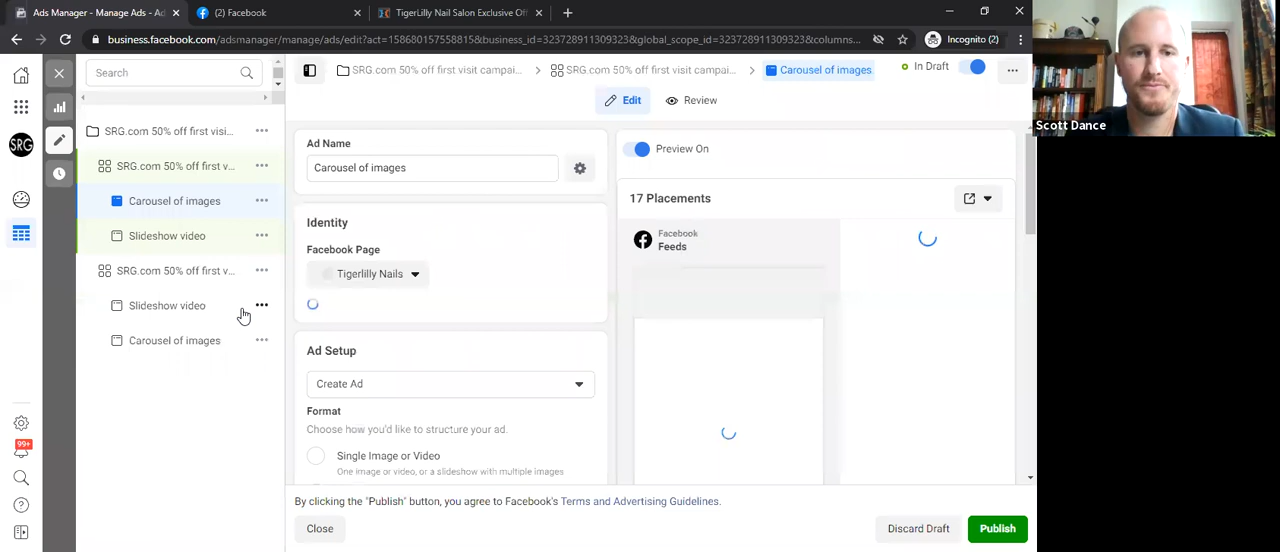 Ads Manager - Manage Ads - Ad
(2) Facebook
TigerLilly Nail Salon Exclusive Off
business.facebook.com/adsmanager/manage/ads/edit?act=158680157558815&business_id=323728911309323&global_scope_id=323728911309323&columns...
Incognito (2)
Search
SRG.com 50% off first visit campai...
SRG.com 50% off first visit campai...
Carousel of images
In Draft
Edit
Review
SRG.com 50% off first visi...
SRG.com 50% off first v...
Carousel of images
Slideshow video
SRG.com 50% off first v...
Slideshow video
Carousel of images
SRG
99+
Ad Name
Carousel of images
Identity
Facebook Page
Tigerlilly Nails
Ad Setup
Create Ad
Format
Choose how you'd like to structure your ad.
Single Image or Video
One image or video, or a slideshow with multiple images
Preview On
17 Placements
Facebook
Feeds
By clicking the "Publish" button, you agree to Facebook's Terms and Advertising Guidelines.
Close
Discard Draft
Publish
Scott Dance